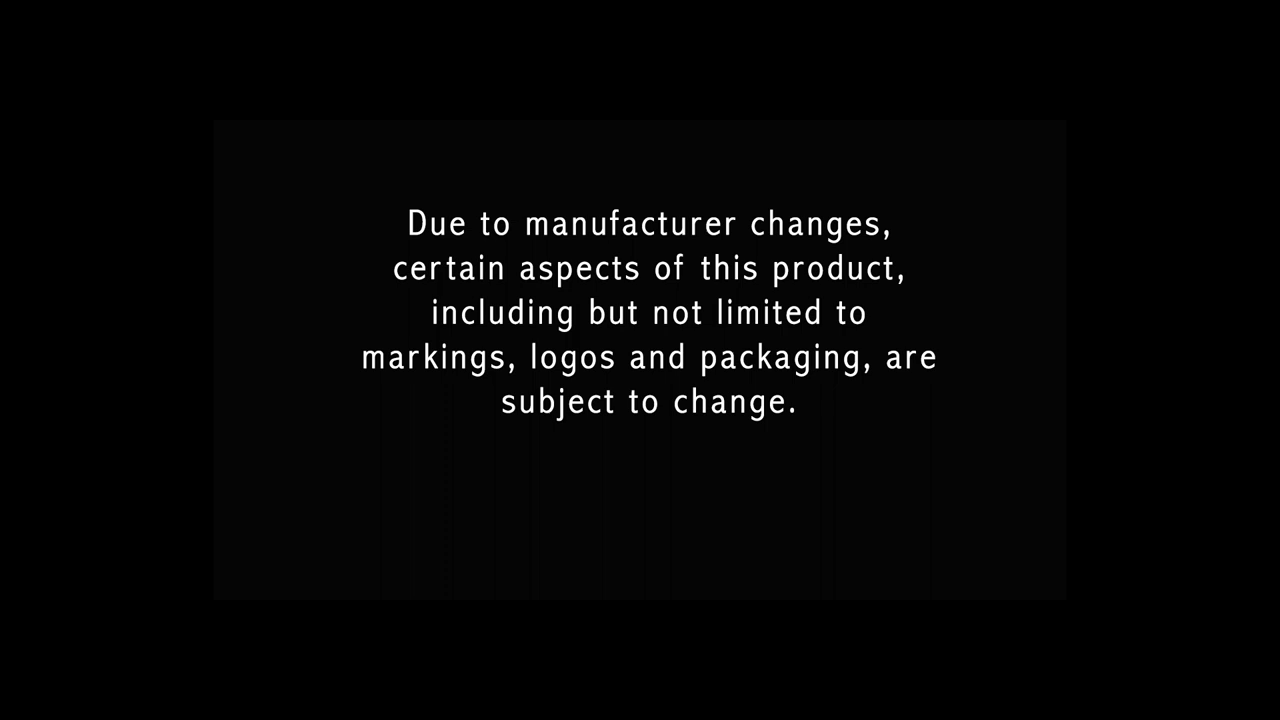 Due to manufacturer changes,
certain aspects of this product,
including but not limited to
markings, logos and packaging, are
subject to change.